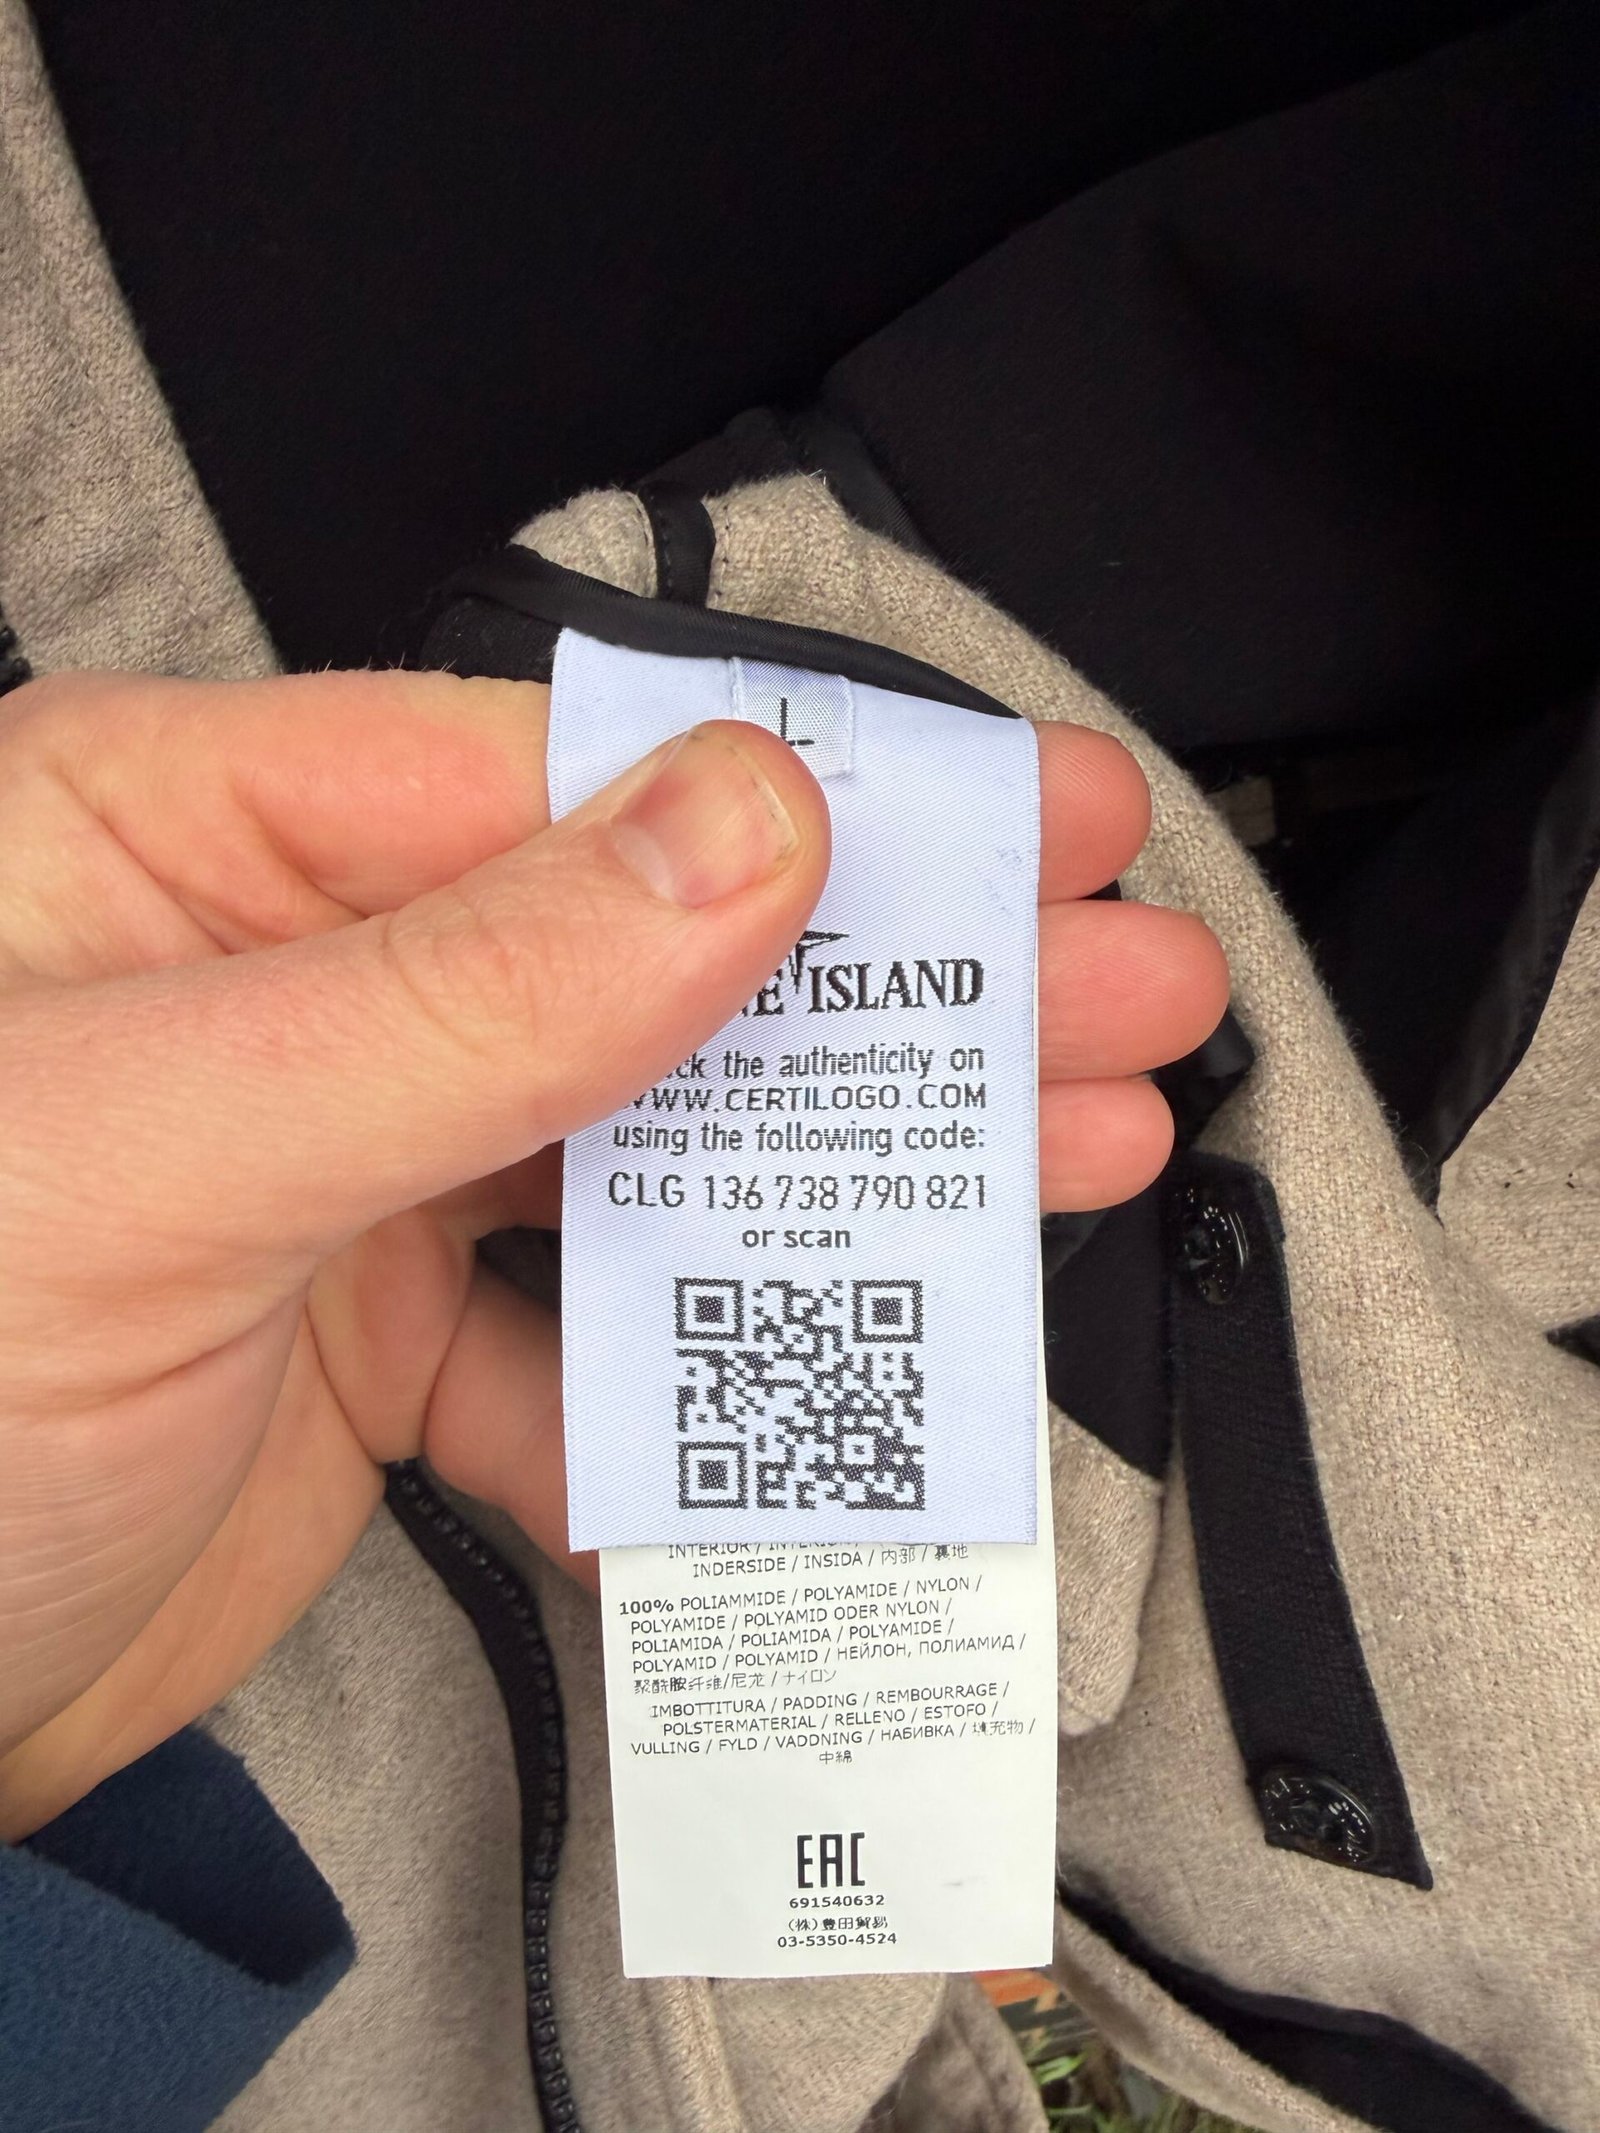 L
ISLAND
the authenticity on
WWW.CERTILOGO.COM
using the following code:
CLG 136 738 790 821
or scan
INTERIOR /
INDERSIDE / INSIDA / 内部 / 裏地
100% POLIAMMIDE / POLYAMIDE / NYLON /
POLYAMIDE / POLYAMID ODER NYLON /
POLIAMIDA / POLIAMIDA / POLYAMIDE /
POLYAMID / POLYAMID / НЕЙЛОН, ПОЛИАМИД /
聚酰胺纤维/尼龙 / ナイロン
IMBOTTITURA / PADDING / REMBOURRAGE /
POLSTERMATERIAL / RELLENO / ESTOFO /
VULLING / FYLD / VADDNING / НАБИВКА / 填充物 /
中綿
EAC
691540632
(株)豊田貿易
03-5350-4524